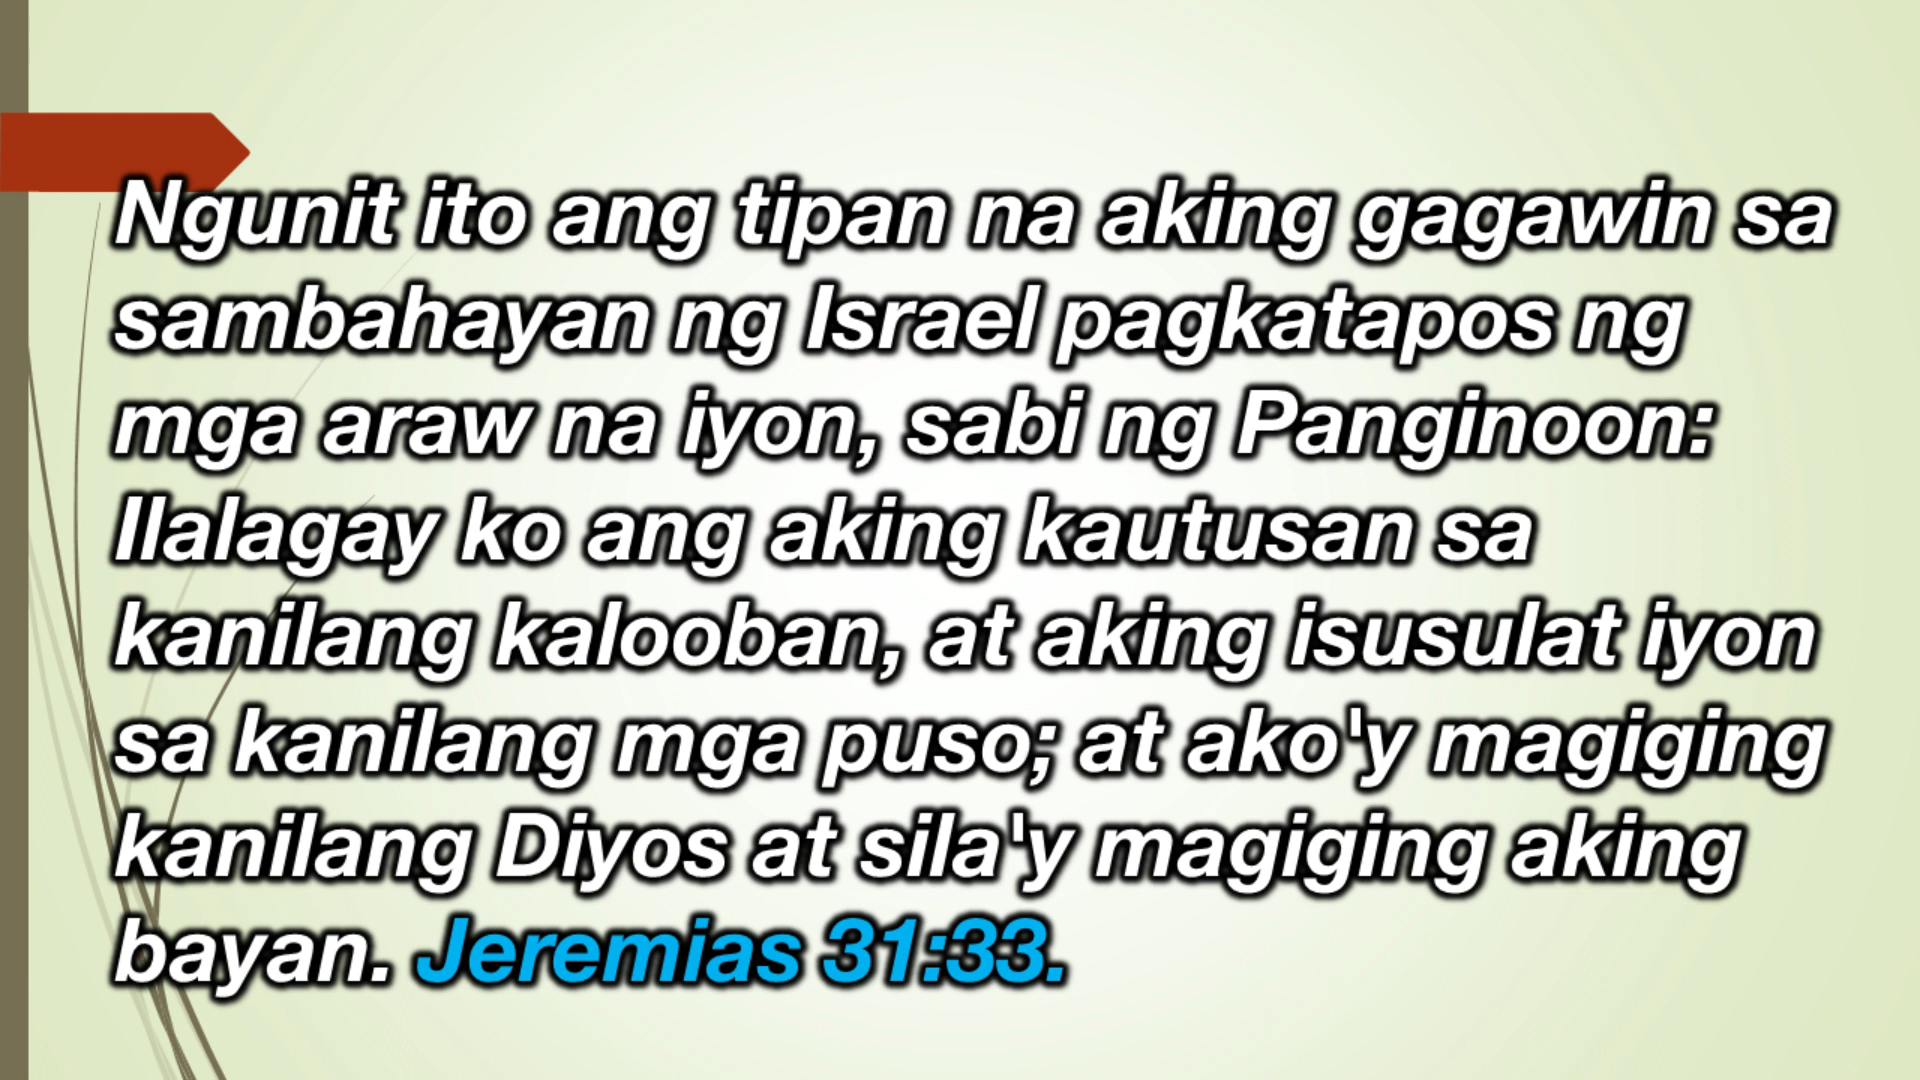 Ngunit ito ang tipan na aking gagawin sa
sambahayan ng Israel pagkatapos ng
mga araw na iyon, sabi ng Panginoon:
Ilalagay ko ang aking kautusan sa
kanilang kalooban, at aking isusulat iyon
sa kanilang mga puso; at ako'y magiging
kanilang Diyos at sila'y magiging aking
bayan. Jeremias 31:33.